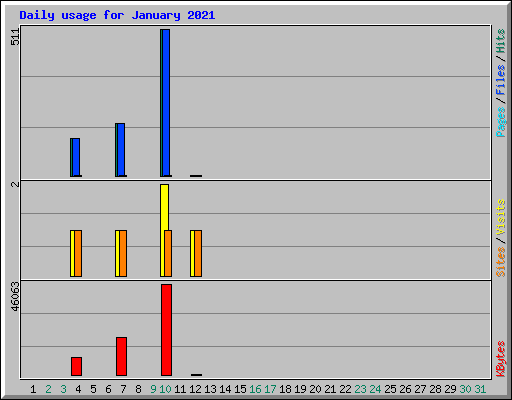 Daily usage for January 2021
511
2
46063
Pages / Files / Hits
Sites / Visits
KBytes
1 2 3 4 5 6 7 8 9 10 11 12 13 14 15 16 17 18 19 20 21 22 23 24 25 26 27 28 29 30 31